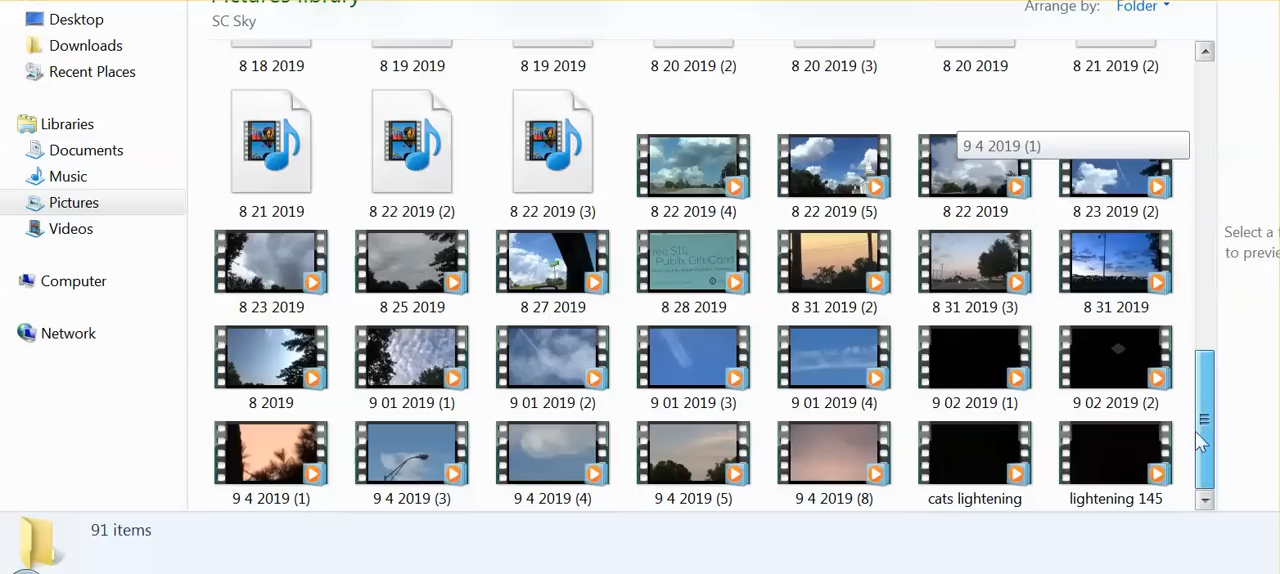 Pictures library
Arrange by: Folder
SC Sky
Desktop
Downloads
Recent Places
Libraries
Documents
Music
Pictures
Videos
Computer
Network
8 18 2019 8 19 2019 8 19 2019 8 20 2019 (2) 8 20 2019 (3) 8 20 2019 8 21 2019 (2)
9 4 2019 (1)
8 21 2019 8 22 2019 (2) 8 22 2019 (3) 8 22 2019 (4) 8 22 2019 (5) 8 22 2019 8 23 2019 (2)
Select a f
to previe
ree $10
Publix Gift Card
8 23 2019 8 25 2019 8 27 2019 8 28 2019 8 31 2019 (2) 8 31 2019 (3) 8 31 2019
8 2019 9 01 2019 (1) 9 01 2019 (2) 9 01 2019 (3) 9 01 2019 (4) 9 02 2019 (1) 9 02 2019 (2)
9 4 2019 (1) 9 4 2019 (3) 9 4 2019 (4) 9 4 2019 (5) 9 4 2019 (8) cats lightening lightening 145
91 items